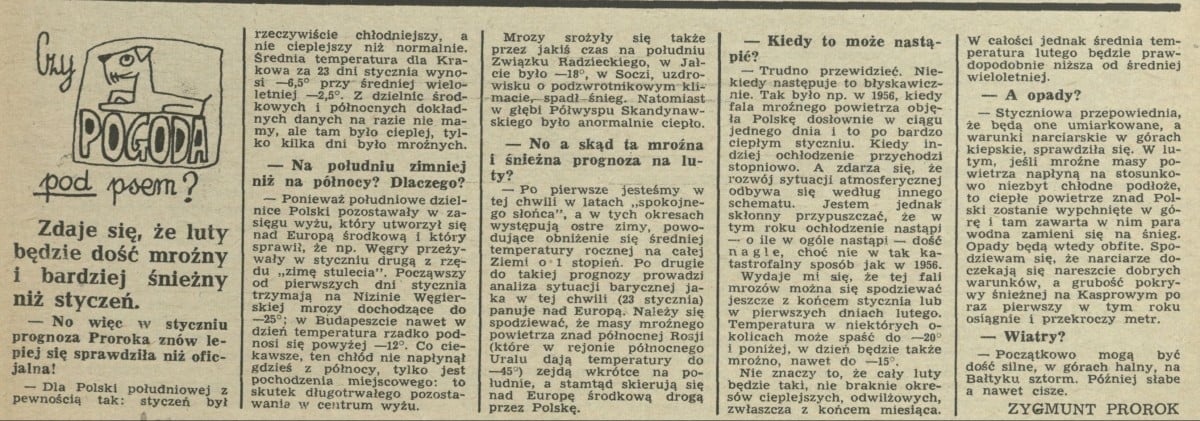 Czy
POGODA
pod psem?
Zdaje się, że luty
będzie dość mroźny
i bardziej śnieżny
niż styczeń.
— No więc w styczniu
prognoza Proroka znów le-
piej się sprawdziła niż ofic-
jalna!
— Dla Polski południowej z
pewnością tak: styczeń był
rzeczywiście chłodniejszy, a
nie cieplejszy niż normalnie.
Średnia temperatura dla Kra-
kowa za 23 dni stycznia wyno-
si —6,5° przy średniej wielo-
letniej —2,5°. Z dzielnic środ-
kowych i północnych dokład-
nych danych na razie nie ma-
my, ale tam było cieplej, tyl-
ko kilka dni było mroźnych.
— Na południu zimniej
niż na północy? Dlaczego?
— Ponieważ południowe dziel-
nice Polski pozostawały w za-
sięgu wyżu, który utworzył się
nad Europą środkową i który
sprawił, że np. Węgry przeży-
wały w styczniu drugą z rzę-
du „zimę stulecia”. Począwszy
od pierwszych dni stycznia
trzymają na Nizinie Węgier-
skiej mrozy dochodzące do
—25°; w Budapeszcie nawet w
dzień temperatura rzadko pod-
nosi się powyżej —12°. Co cie-
kawsze, ten chłód nie napłynął
gdzieś z północy, tylko jest
pochodzenia miejscowego: to
skutek długotrwałego pozosta-
wania w centrum wyżu.
Mrozy srożyły się także
przez jakiś czas na południu
Związku Radzieckiego, w Jał-
cie było —18°, w Soczi, uzdro-
wisku o podzwrotnikowym kli-
macie, spadł śnieg. Natomiast
w głębi Półwyspu Skandynaw-
skiego było anormalnie ciepło.
— No a skąd ta mroźna
i śnieżna prognoza na lu-
ty?
— Po pierwsze jesteśmy w
tej chwili w latach „spokojne-
go słońca”, a w tych okresach
występują ostre zimy, powo-
dujące obniżenie się średniej
temperatury rocznej na całej
Ziemi o 1 stopień. Po drugie
do takiej prognozy prowadzi
analiza sytuacji barycznej ja-
ka w tej chwili (23 stycznia)
panuje nad Europą. Należy się
spodziewać, że masy mroźnego
powietrza znad północnej Rosji
(które w rejonie północnego
Uralu dają temperatury do
—45°) zejdą wkrótce na po-
łudnie, a stamtąd skierują się
nad Europę środkową drogą
przez Polskę.
— Kiedy to może nastą-
pić?
— Trudno przewidzieć. Nie-
kiedy następuje to błyskawicz-
nie. Tak było np. w 1956, kiedy
fala mroźnego powietrza obję-
ła Polskę dosłownie w ciągu
jednego dnia i to po bardzo
ciepłym styczniu. Kiedy in-
dziej ochłodzenie przychodzi
stopniowo. A zdarza się, że
rozwój sytuacji atmosferycznej
odbywa się według innego
schematu. Jestem jednak
skłonny przypuszczać, że w
tym roku ochłodzenie nastąpi
— o ile w ogóle nastąpi — dość
nagle, choć nie w tak ka-
tastrofalny sposób jak w 1956.
Wydaje mi się, że tej fali
mrozów można się spodziewać
jeszcze z końcem stycznia lub
w pierwszych dniach lutego.
Temperatura w niektórych o-
kolicach może spaść do —20°
i poniżej, w dzień będzie także
mroźno, nawet do —15°.
Nie znaczy to, że cały luty
będzie taki, nie braknie okre-
sów cieplejszych, odwilżowych,
zwłaszcza z końcem miesiąca.
W całości jednak średnia tem-
peratura lutego będzie praw-
dopodobnie niższa od średniej
wieloletniej.
— A opady?
— Styczniowa przepowiednia,
że będą one umiarkowane, a
warunki narciarskie w górach
kiepskie, sprawdziła się. W lu-
tym, jeśli mroźne masy po-
wietrza napłyną na stosunko-
wo niezbyt chłodne podłoże,
to ciepłe powietrze znad Pol-
ski zostanie wypchnięte w gó-
rę i tam zawarta w nim para
wodna zamieni się na śnieg.
Opady będą wtedy obfite. Spo-
dziewam się, że narciarze do-
czekają się nareszcie dobrych
warunków, a grubość pokry-
wy śnieżnej na Kasprowym po
raz pierwszy w tym roku
osiągnie i przekroczy metr.
— Wiatry?
— Początkowo mogą być
dość silne, w górach halny, na
Bałtyku sztorm. Później słabe
a nawet cisze.
ZYGMUNT PROROK